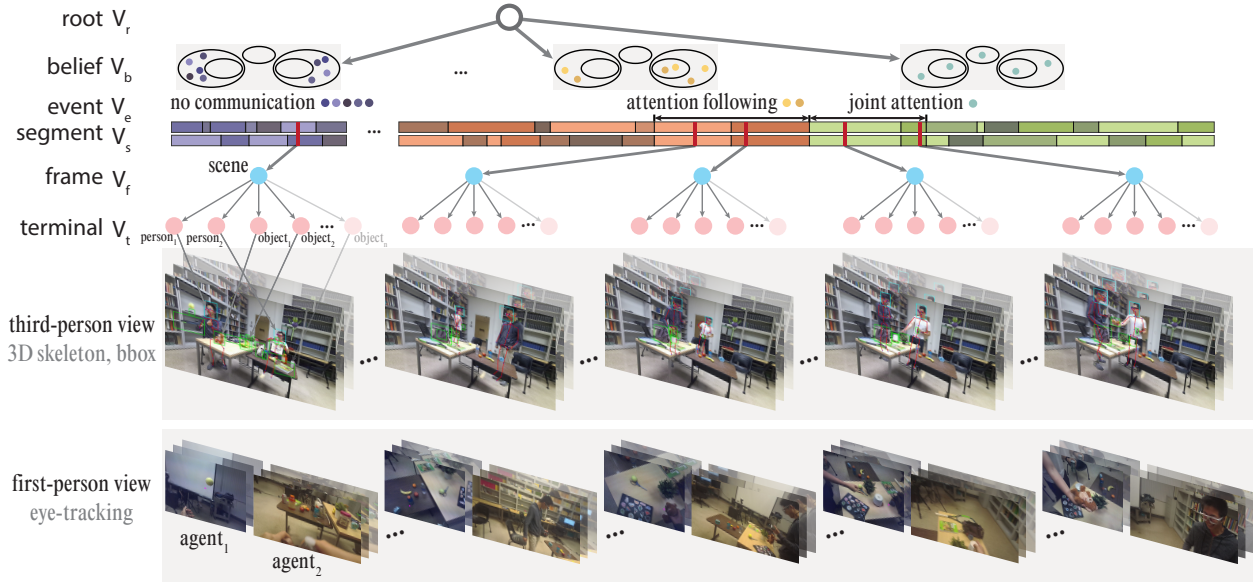 root V_r
belief V_b
...
event V_e
no communication
attention following
joint attention
segment V_s
...
scene
frame V_f
terminal V_t
... ... ... ... ...
person_1 person_2 object_1 object_2 object_n
third-person view
3D skeleton, bbox
... ... ... ...
first-person view
eye-tracking
agent_1
agent_2
... ... ... ...